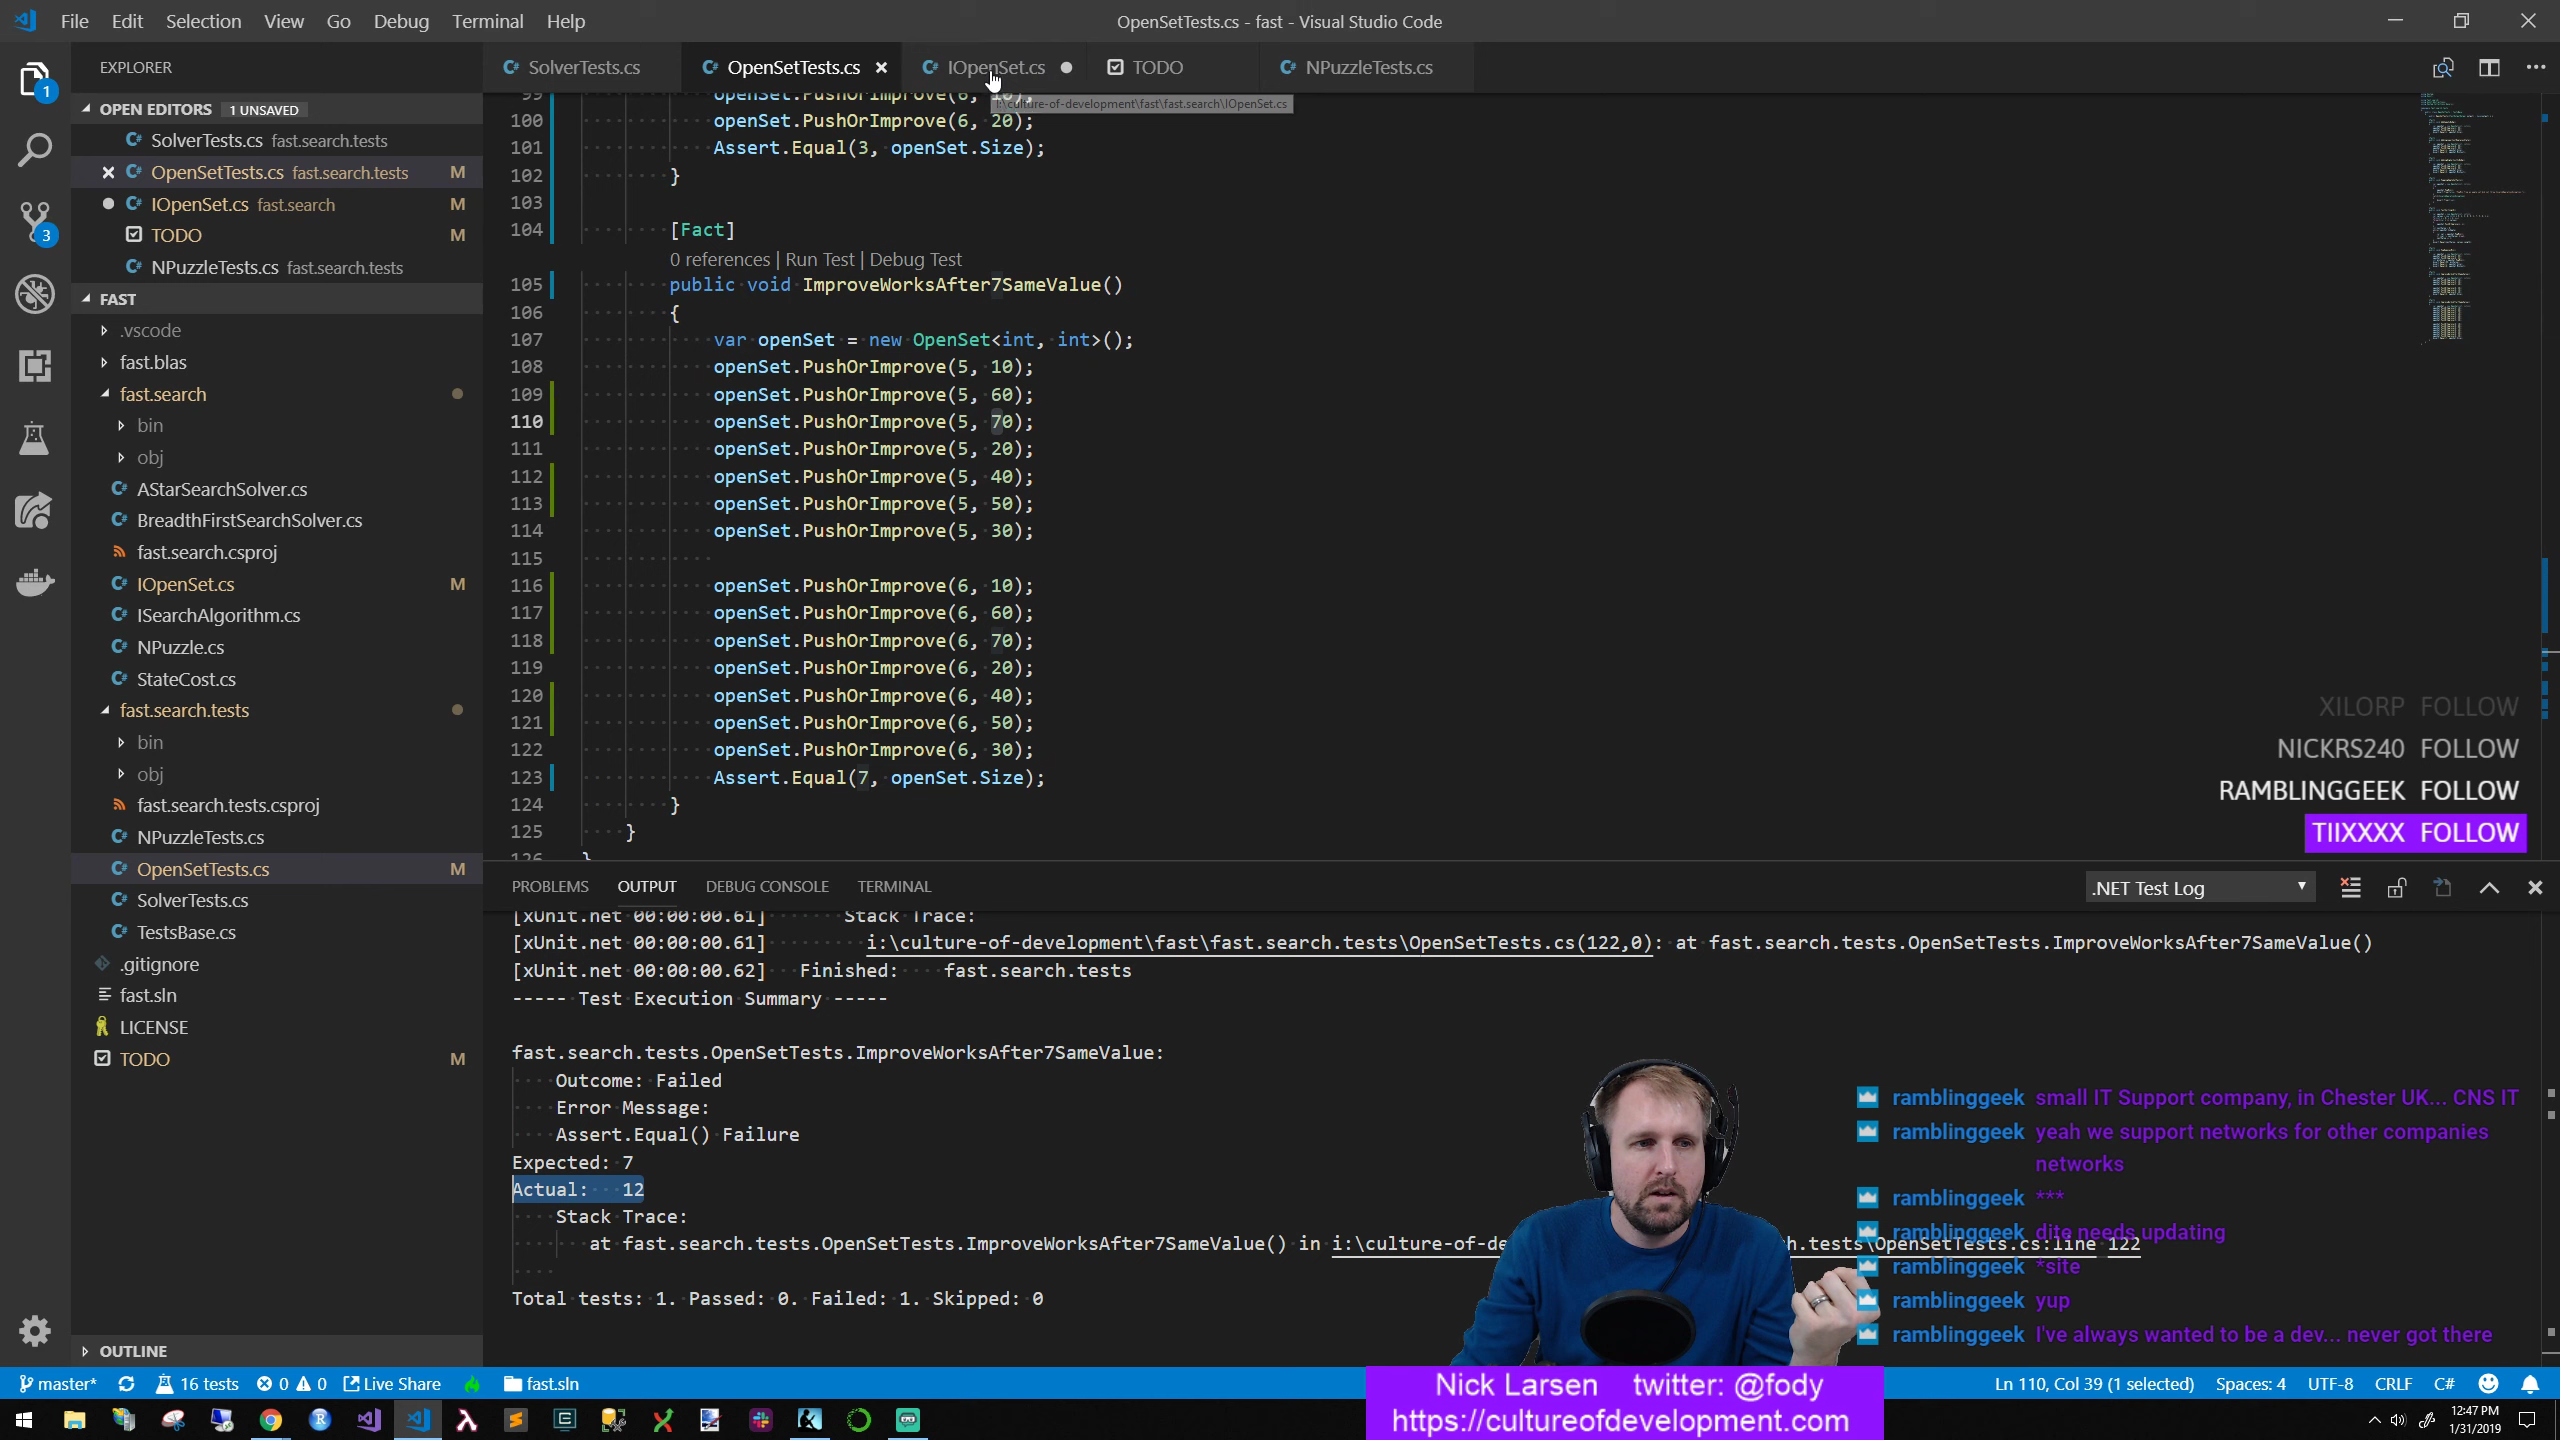 File Edit Selection View Go Debug Terminal Help
OpenSetTests.cs - fast - Visual Studio Code
EXPLORER
SolverTests.cs
OpenSetTests.cs
IOpenSet.cs
TODO
NPuzzleTests.cs
I:\culture-of-development\fast\fast.search\IOpenSet.cs
OPEN EDITORS 1 UNSAVED
SolverTests.cs fast.search.tests
OpenSetTests.cs fast.search.tests M
IOpenSet.cs fast.search M
TODO M
NPuzzleTests.cs fast.search.tests
FAST
.vscode
fast.blas
fast.search
bin
obj
AStarSearchSolver.cs
BreadthFirstSearchSolver.cs
fast.search.csproj
IOpenSet.cs M
ISearchAlgorithm.cs
NPuzzle.cs
StateCost.cs
fast.search.tests
bin
obj
fast.search.tests.csproj
NPuzzleTests.cs
OpenSetTests.cs M
SolverTests.cs
TestsBase.cs
.gitignore
fast.sln
LICENSE
TODO M
OUTLINE
1
3
99 openSet.PushOrImprove(6, 10);
100 openSet.PushOrImprove(6, 20);
101 Assert.Equal(3, openSet.Size);
102 }
103
104 [Fact]
0 references | Run Test | Debug Test
105 public void ImproveWorksAfter7SameValue()
106 {
107 var openSet = new OpenSet<int, int>();
108 openSet.PushOrImprove(5, 10);
109 openSet.PushOrImprove(5, 60);
110 openSet.PushOrImprove(5, 70);
111 openSet.PushOrImprove(5, 20);
112 openSet.PushOrImprove(5, 40);
113 openSet.PushOrImprove(5, 50);
114 openSet.PushOrImprove(5, 30);
115
116 openSet.PushOrImprove(6, 10);
117 openSet.PushOrImprove(6, 60);
118 openSet.PushOrImprove(6, 70);
119 openSet.PushOrImprove(6, 20);
120 openSet.PushOrImprove(6, 40);
121 openSet.PushOrImprove(6, 50);
122 openSet.PushOrImprove(6, 30);
123 Assert.Equal(7, openSet.Size);
124 }
125 }
126 }
XILORP FOLLOW
NICKRS240 FOLLOW
RAMBLINGGEEK FOLLOW
TIIXXXX FOLLOW
PROBLEMS OUTPUT DEBUG CONSOLE TERMINAL
.NET Test Log
[xUnit.net 00:00:00.61] Stack Trace:
[xUnit.net 00:00:00.61] i:\culture-of-development\fast\fast.search.tests\OpenSetTests.cs(122,0): at fast.search.tests.OpenSetTests.ImproveWorksAfter7SameValue()
[xUnit.net 00:00:00.62] Finished: fast.search.tests
----- Test Execution Summary -----
fast.search.tests.OpenSetTests.ImproveWorksAfter7SameValue:
Outcome: Failed
Error Message:
Assert.Equal() Failure
Expected: 7
Actual: 12
Stack Trace:
at fast.search.tests.OpenSetTests.ImproveWorksAfter7SameValue() in i:\culture-of-de h.tests\OpenSetTests.cs:line 122
Total tests: 1. Passed: 0. Failed: 1. Skipped: 0
ramblinggeek small IT Support company, in Chester UK... CNS IT
ramblinggeek yeah we support networks for other companies
networks
ramblinggeek ***
ramblinggeek dite needs updating
ramblinggeek *site
ramblinggeek yup
ramblinggeek I've always wanted to be a dev... never got there
master* 16 tests 0 0 Live Share fast.sln
Ln 110, Col 39 (1 selected) Spaces: 4 UTF-8 CRLF C#
Nick Larsen twitter: @fody
https://cultureofdevelopment.com
12:47 PM
1/31/2019